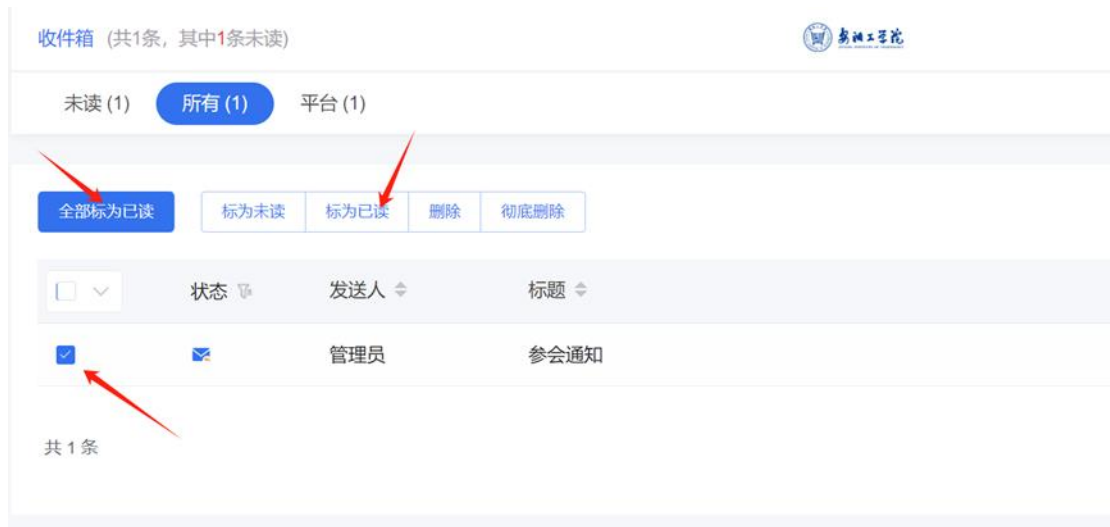 收件箱 (共1条, 其中1条未读)
未读 (1) 所有 (1) 平台 (1)
全部标为已读 标为未读 标为已读 删除 彻底删除
状态 发送人 标题
管理员 参会通知
共 1 条